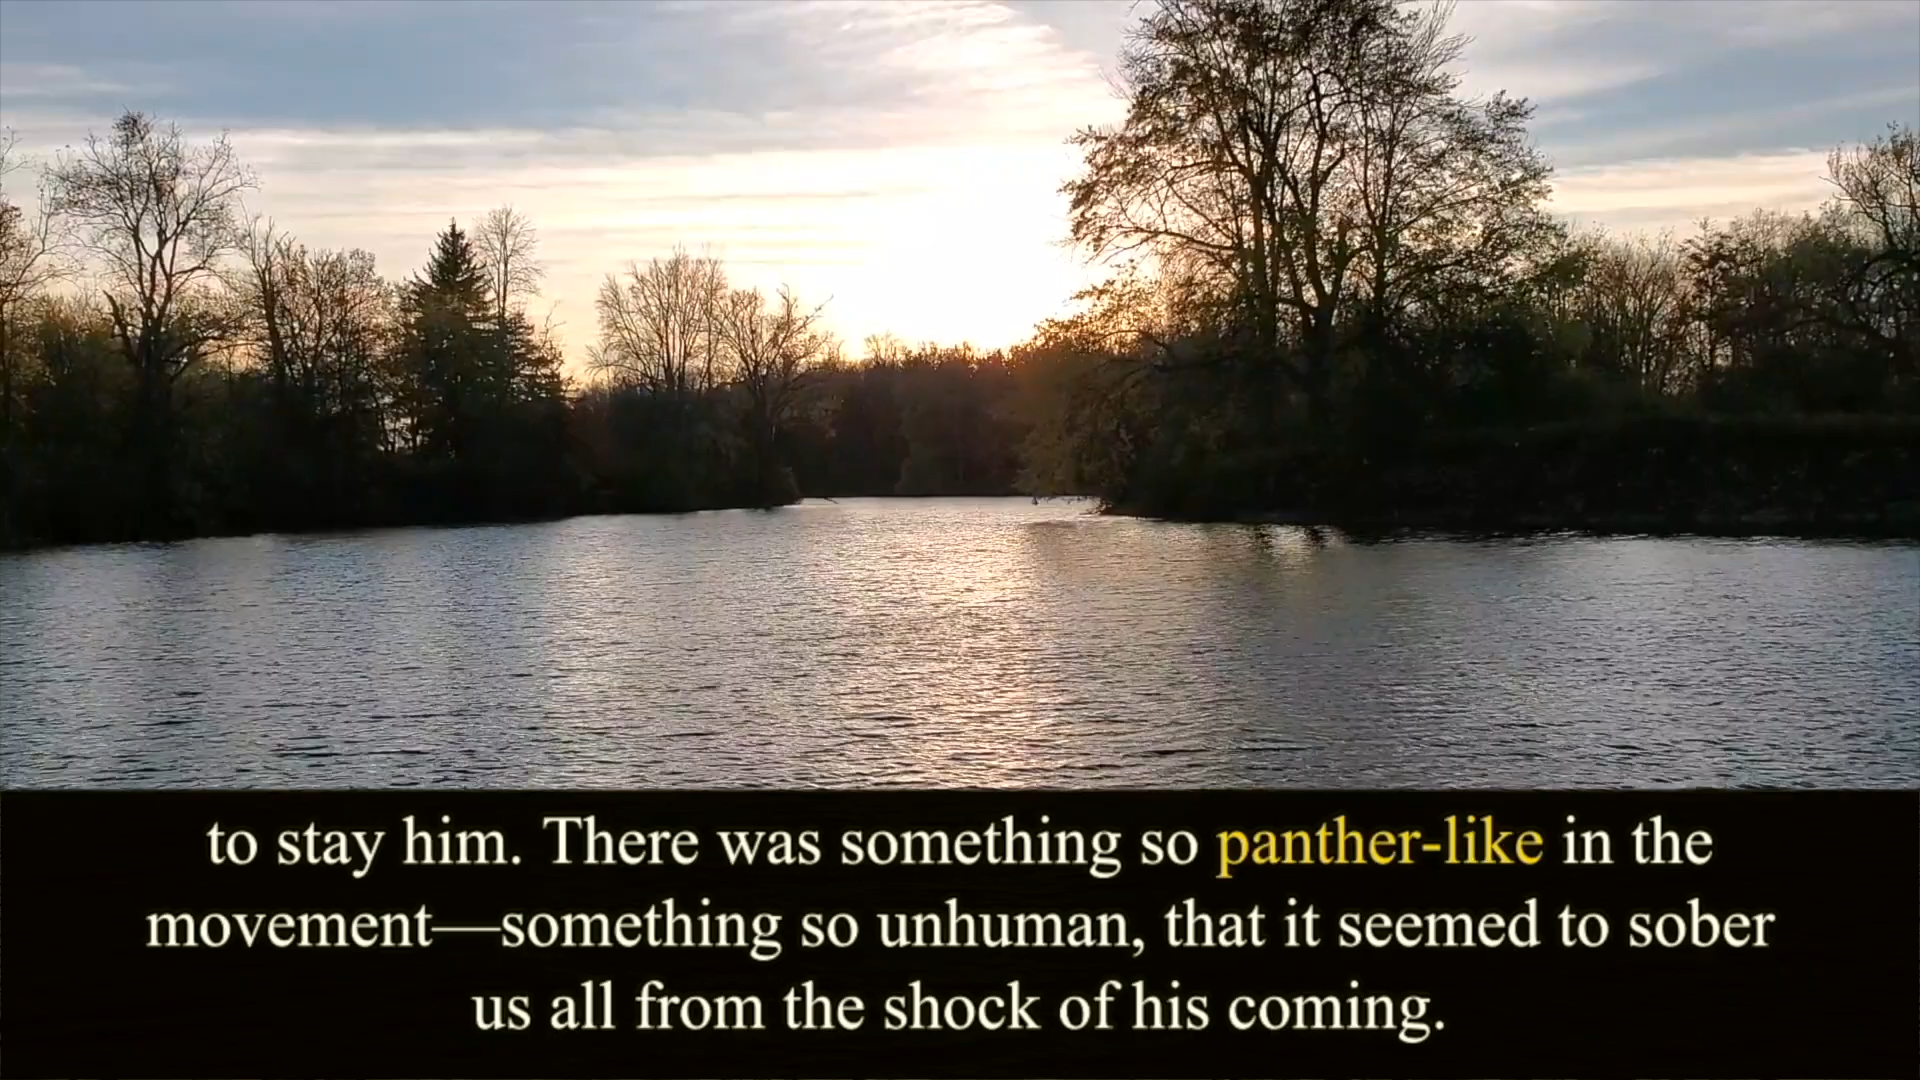 to stay him. There was something so panther-like in the
movement—something so unhuman, that it seemed to sober
us all from the shock of his coming.